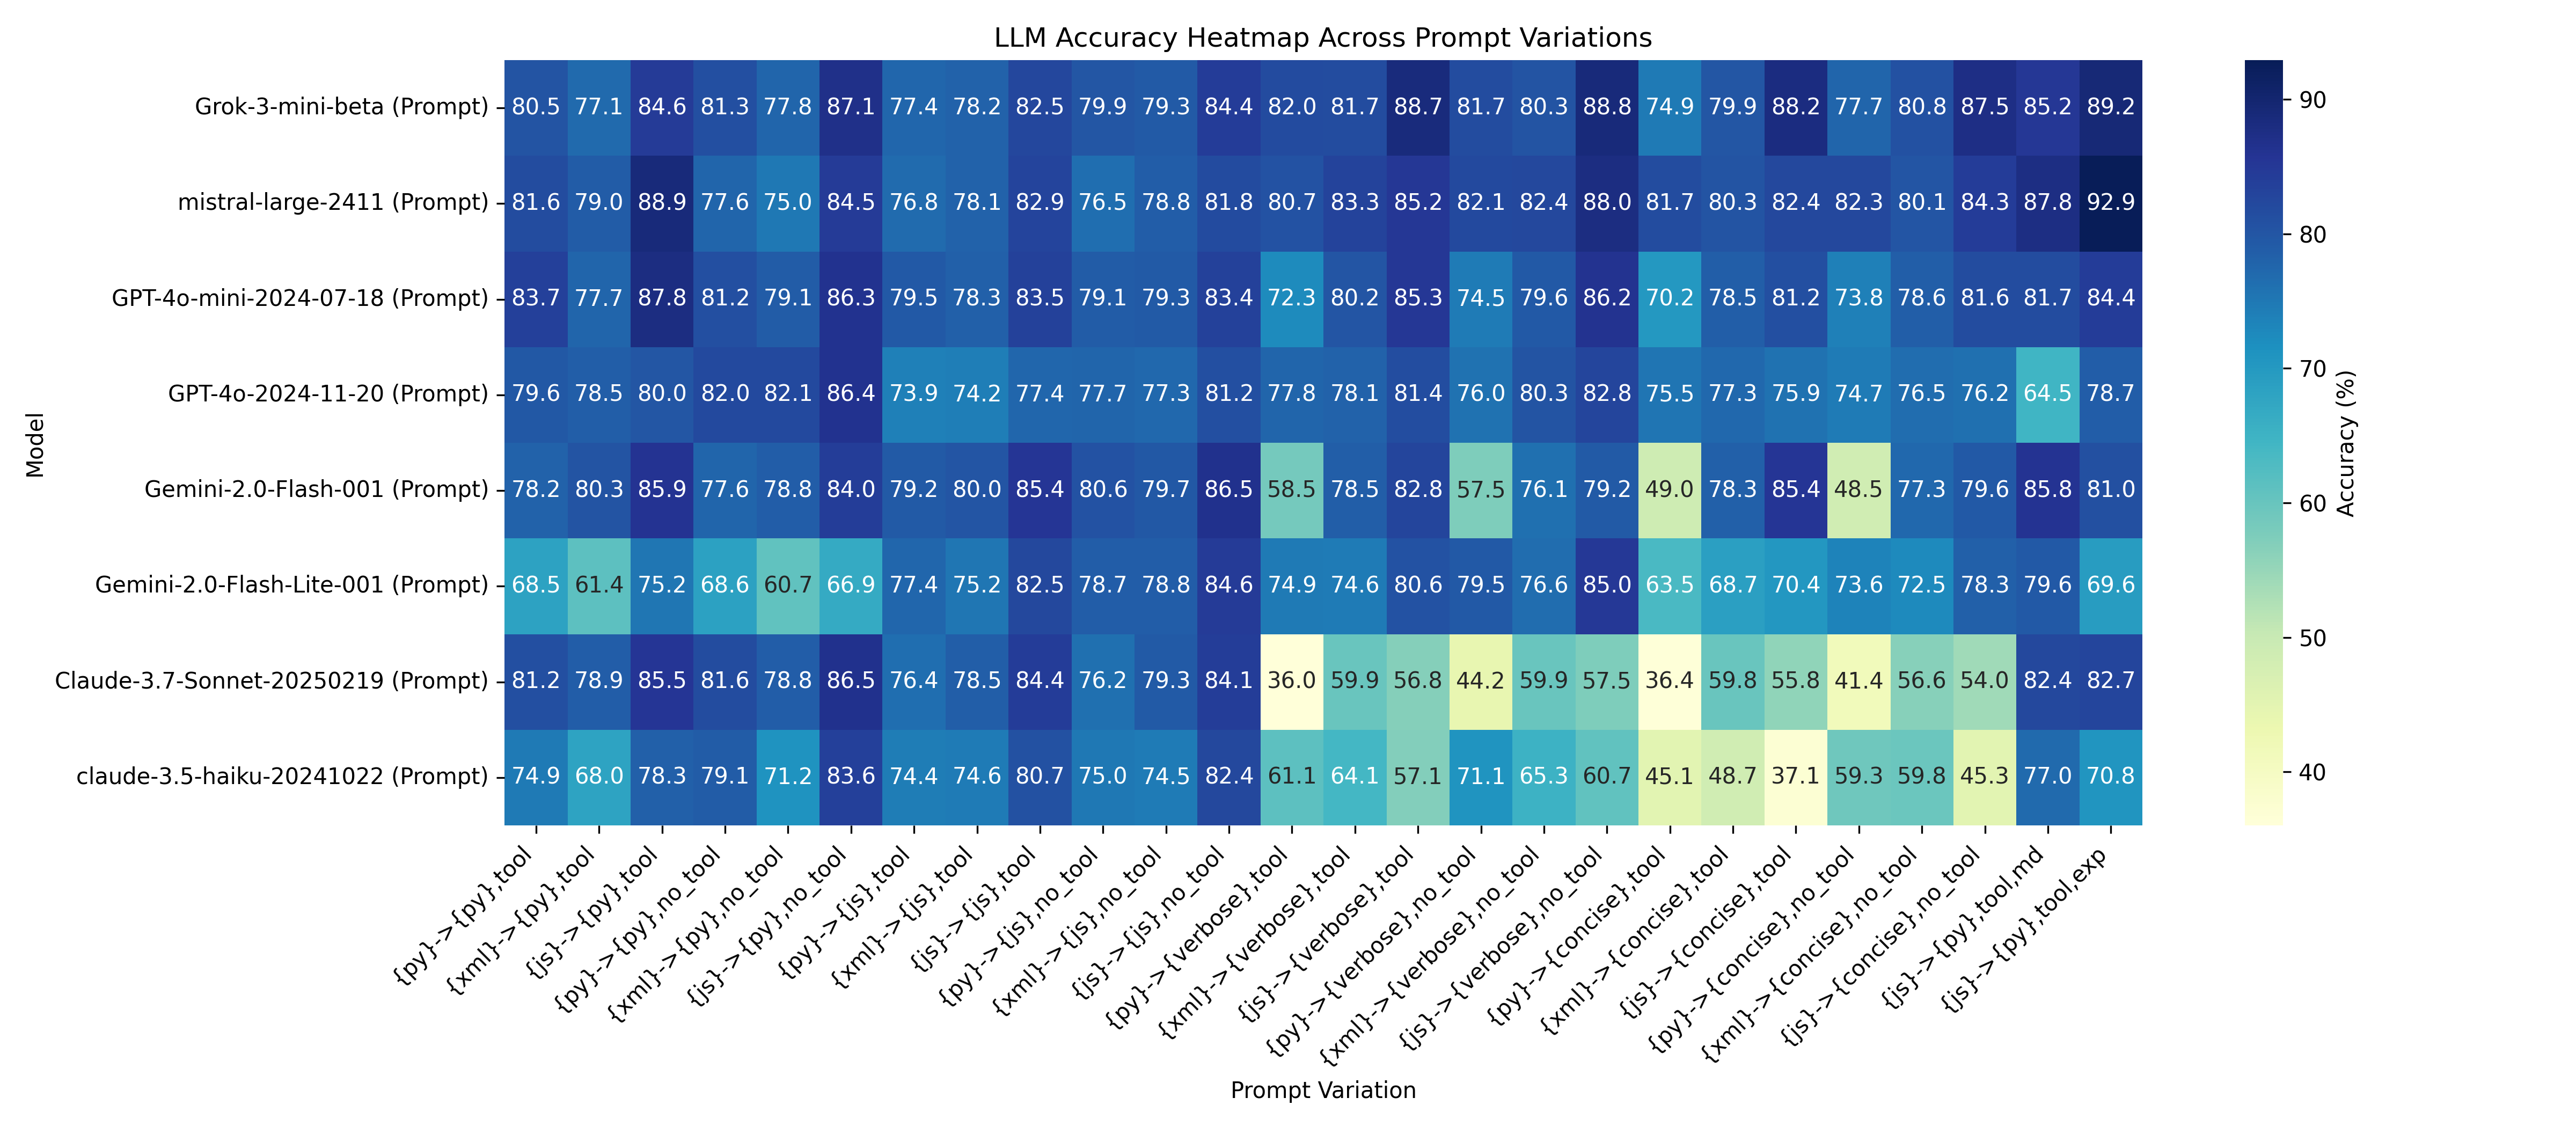 LLM Accuracy Heatmap Across Prompt Variations
Model
Grok-3-mini-beta (Prompt) 80.5 77.1 84.6 81.3 77.8 87.1 77.4 78.2 82.5 79.9 79.3 84.4 82.0 81.7 88.7 81.7 80.3 88.8 74.9 79.9 88.2 77.7 80.8 87.5 85.2 89.2
mistral-large-2411 (Prompt) 81.6 79.0 88.9 77.6 75.0 84.5 76.8 78.1 82.9 76.5 78.8 81.8 80.7 83.3 85.2 82.1 82.4 88.0 81.7 80.3 82.4 82.3 80.1 84.3 87.8 92.9
GPT-4o-mini-2024-07-18 (Prompt) 83.7 77.7 87.8 81.2 79.1 86.3 79.5 78.3 83.5 79.1 79.3 83.4 72.3 80.2 85.3 74.5 79.6 86.2 70.2 78.5 81.2 73.8 78.6 81.6 81.7 84.4
GPT-4o-2024-11-20 (Prompt) 79.6 78.5 80.0 82.0 82.1 86.4 73.9 74.2 77.4 77.7 77.3 81.2 77.8 78.1 81.4 76.0 80.3 82.8 75.5 77.3 75.9 74.7 76.5 76.2 64.5 78.7
Gemini-2.0-Flash-001 (Prompt) 78.2 80.3 85.9 77.6 78.8 84.0 79.2 80.0 85.4 80.6 79.7 86.5 58.5 78.5 82.8 57.5 76.1 79.2 49.0 78.3 85.4 48.5 77.3 79.6 85.8 81.0
Gemini-2.0-Flash-Lite-001 (Prompt) 68.5 61.4 75.2 68.6 60.7 66.9 77.4 75.2 82.5 78.7 78.8 84.6 74.9 74.6 80.6 79.5 76.6 85.0 63.5 68.7 70.4 73.6 72.5 78.3 79.6 69.6
Claude-3.7-Sonnet-20250219 (Prompt) 81.2 78.9 85.5 81.6 78.8 86.5 76.4 78.5 84.4 76.2 79.3 84.1 36.0 59.9 56.8 44.2 59.9 57.5 36.4 59.8 55.8 41.4 56.6 54.0 82.4 82.7
claude-3.5-haiku-20241022 (Prompt) 74.9 68.0 78.3 79.1 71.2 83.6 74.4 74.6 80.7 75.0 74.5 82.4 61.1 64.1 57.1 71.1 65.3 60.7 45.1 48.7 37.1 59.3 59.8 45.3 77.0 70.8
{py}->{py},tool
{xml}->{py},tool
{js}->{py},tool
{py}->{py},no_tool
{xml}->{py},no_tool
{js}->{py},no_tool
{py}->{js},tool
{xml}->{js},tool
{js}->{js},tool
{py}->{js},no_tool
{xml}->{js},no_tool
{js}->{js},no_tool
{py}->{verbose},tool
{xml}->{verbose},tool
{js}->{verbose},tool
{py}->{verbose},no_tool
{xml}->{verbose},no_tool
{js}->{verbose},no_tool
{py}->{concise},tool
{xml}->{concise},tool
{js}->{concise},tool
{py}->{concise},no_tool
{xml}->{concise},no_tool
{js}->{concise},no_tool
{js}->{py},tool,md
{js}->{py},tool,exp
Prompt Variation
90
80
70
60
50
40
Accuracy (%)